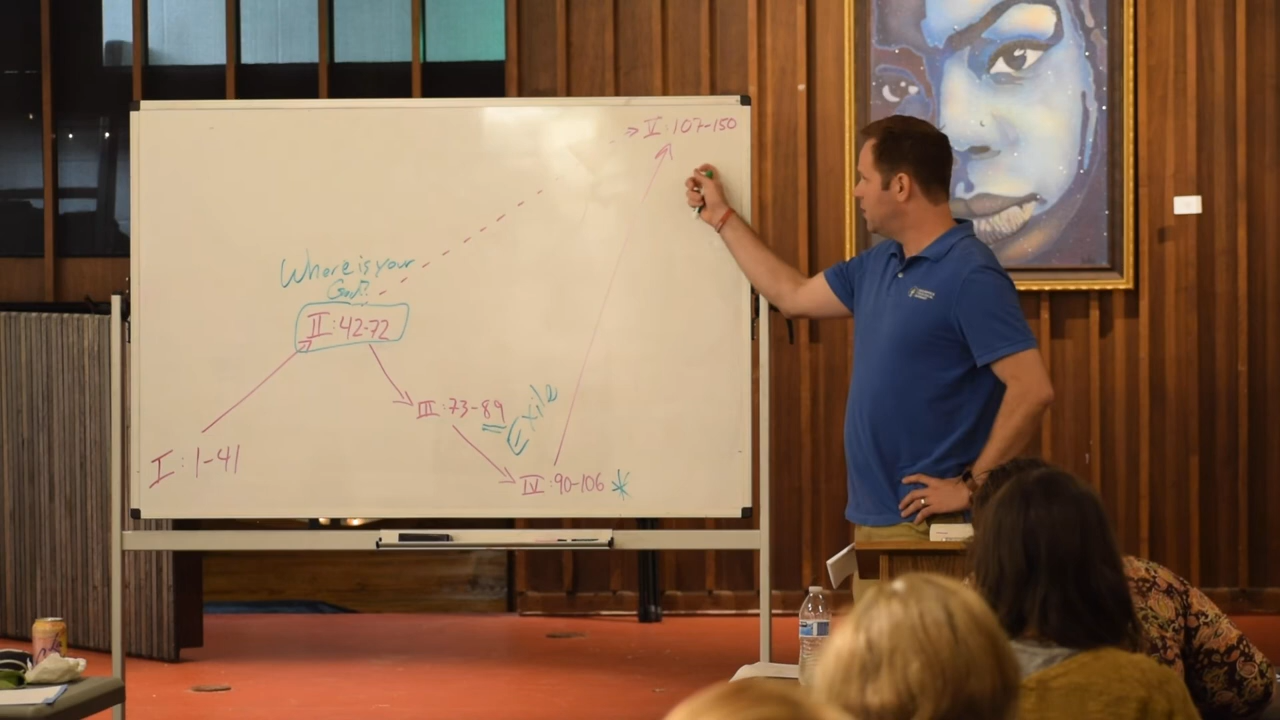 V: 107-150
Where is your
God?
II: 42-72
III: 73-89
Exile
I: 1-41
IV: 90-106 *